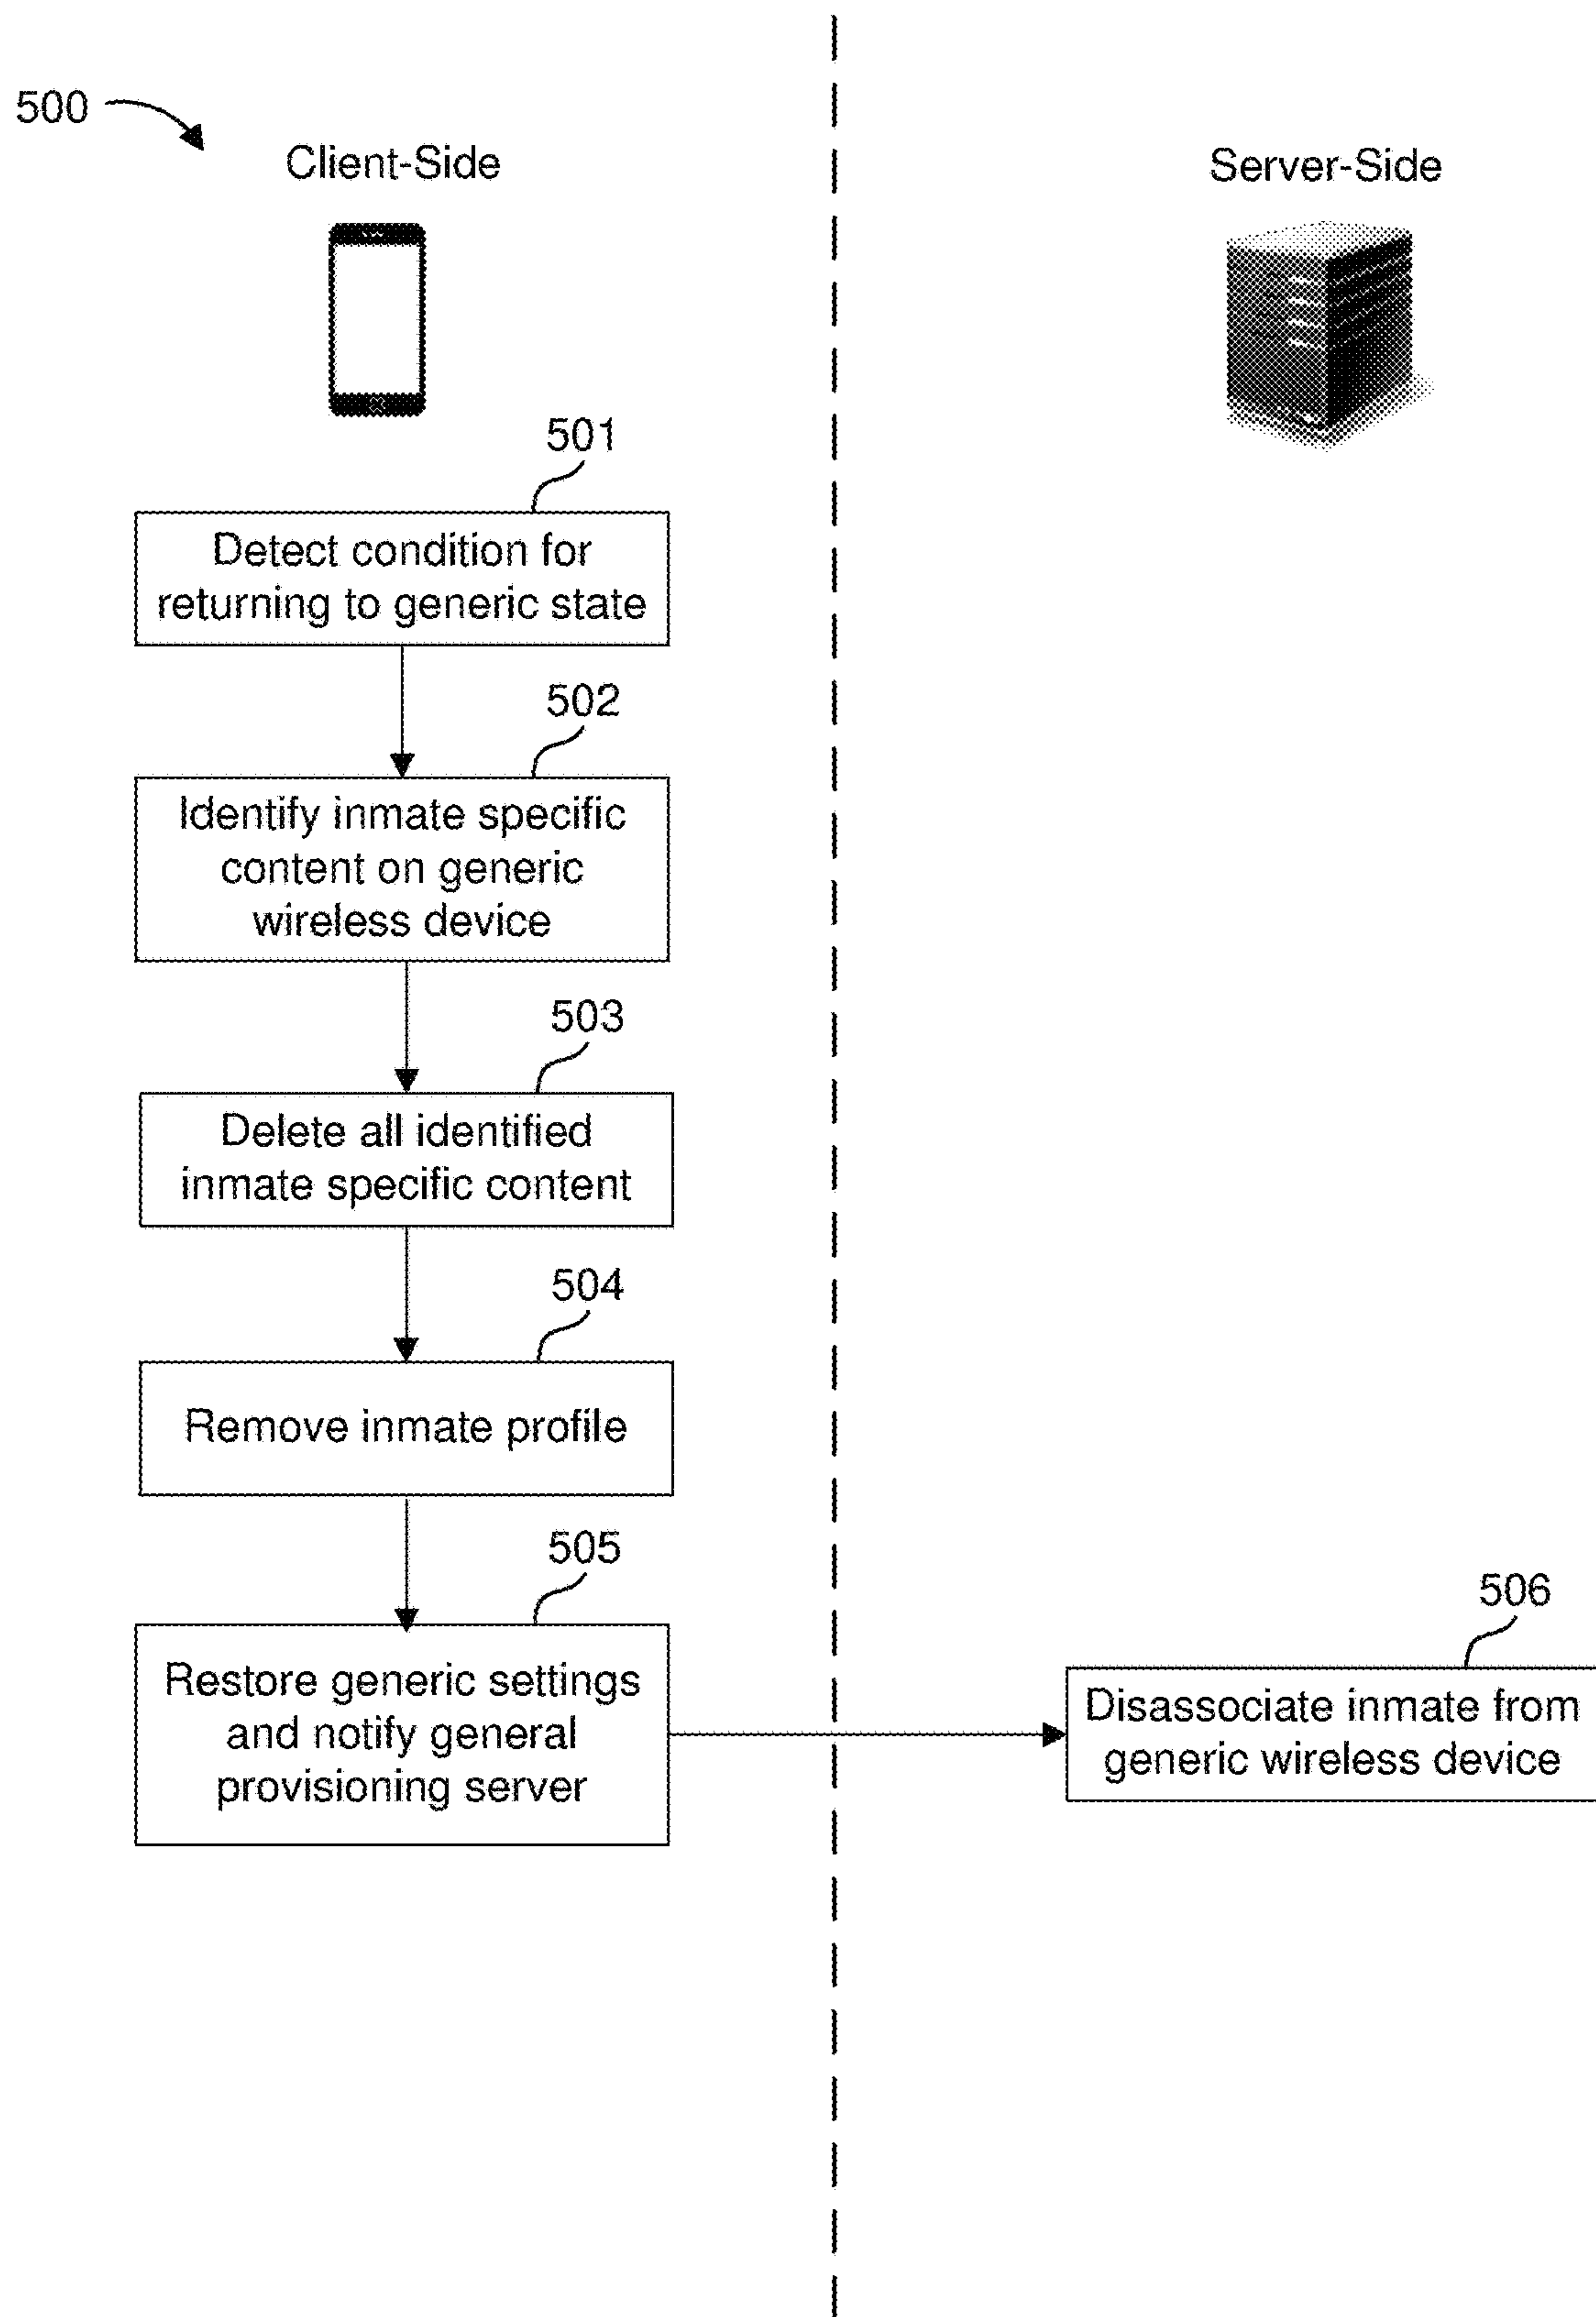 500
Client-Side
Server-Side
501
Detect condition for
returning to generic state
502
Identify inmate specific
content on generic
wireless device
503
Delete all identified
inmate specific content
504
Remove inmate profile
505
Restore generic settings
and notify general
provisioning server
506
Disassociate inmate from
generic wireless device